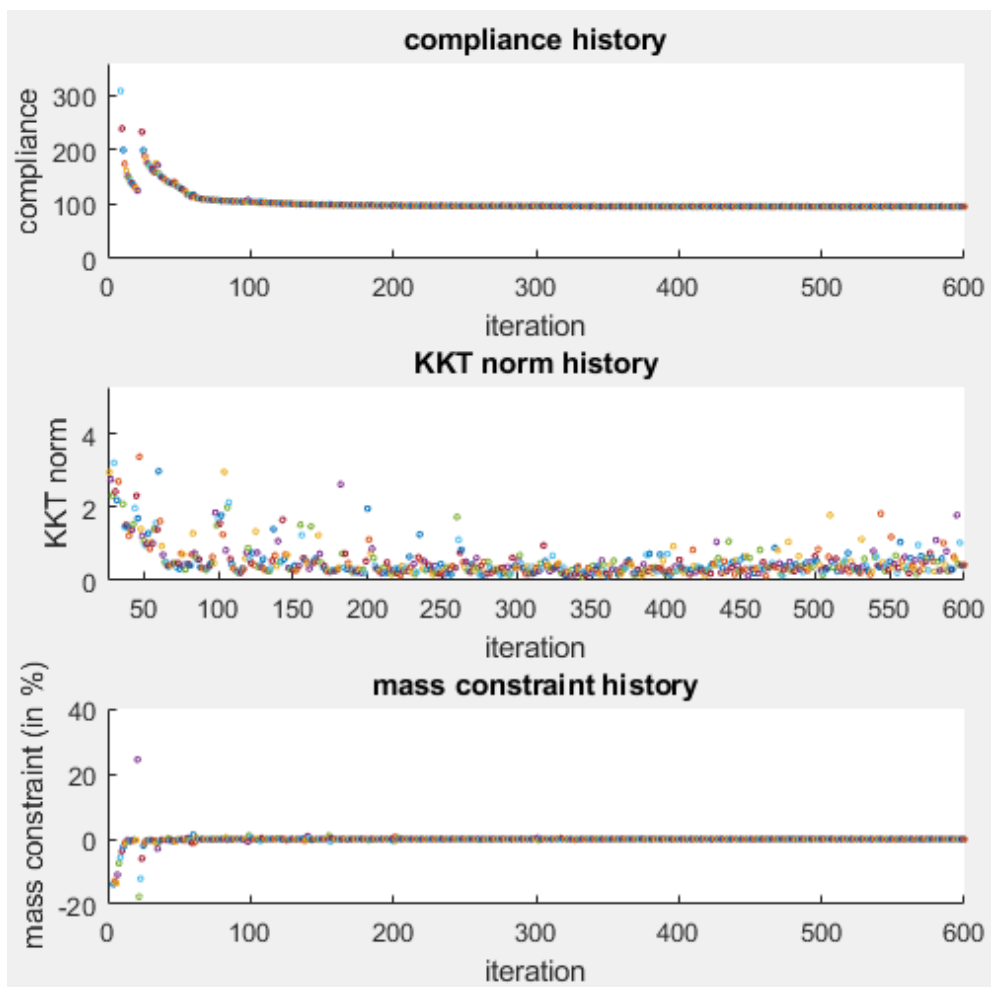 compliance history
compliance
300
200
100
0
0 100 200 300 400 500 600
iteration
KKT norm history
KKT norm
4
2
0
50 100 150 200 250 300 350 400 450 500 550 600
iteration
mass constraint history
mass constraint (in %)
40
20
0
-20
0 100 200 300 400 500 600
iteration